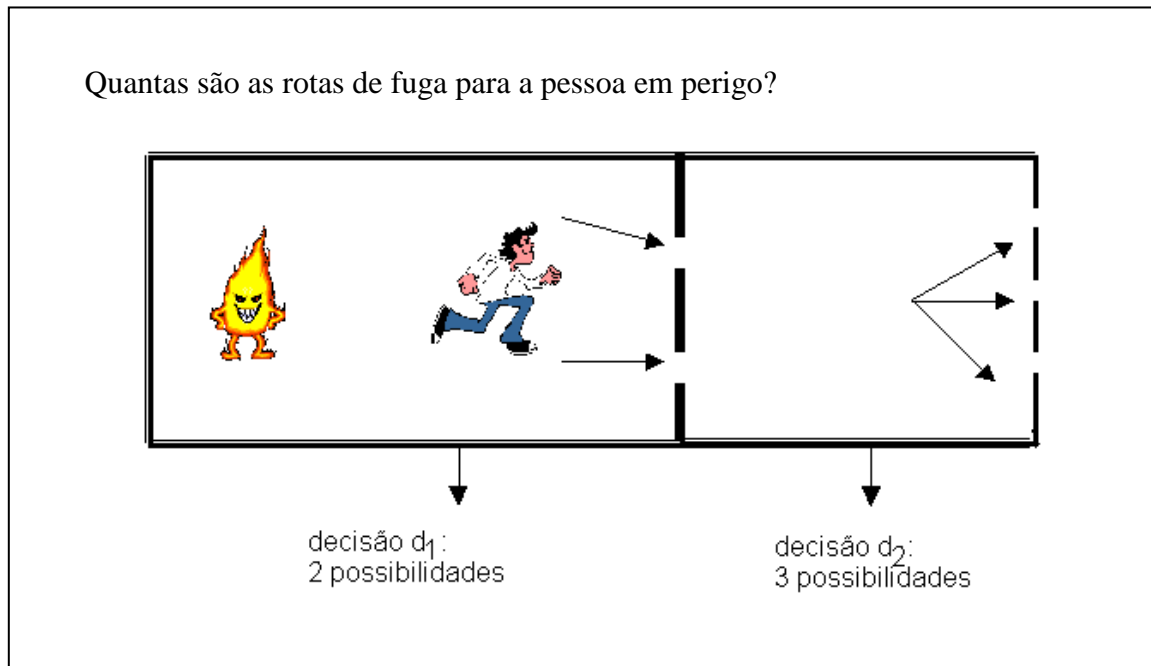 Quantas são as rotas de fuga para a pessoa em perigo?
decisão d1:
2 possibilidades
decisão d2:
3 possibilidades